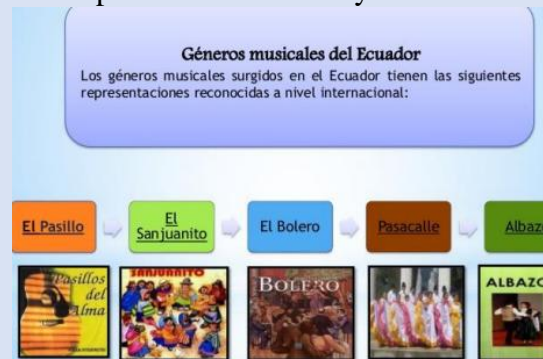 Géneros musicales del Ecuador
Los géneros musicales surgidos en el Ecuador tienen las siguientes
representaciones reconocidas a nivel internacional:
El Pasillo
El
Sanjuanito
El Bolero
Pasacalle
Albaz
Pasillos
del
Alma
SANJUANITO
BOLERO
ALBAZO